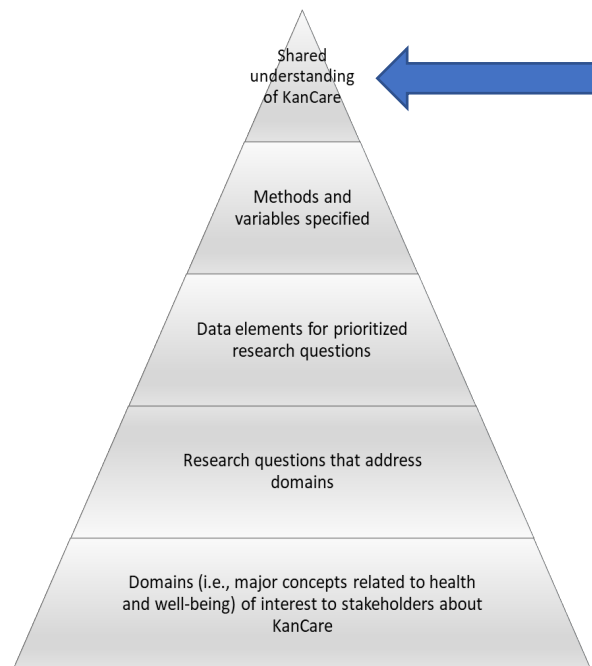 Shared
understanding
of KanCare
Methods and
variables specified
Data elements for prioritized
research questions
Research questions that address
domains
Domains (i.e., major concepts related to health
and well-being) of interest to stakeholders about
KanCare